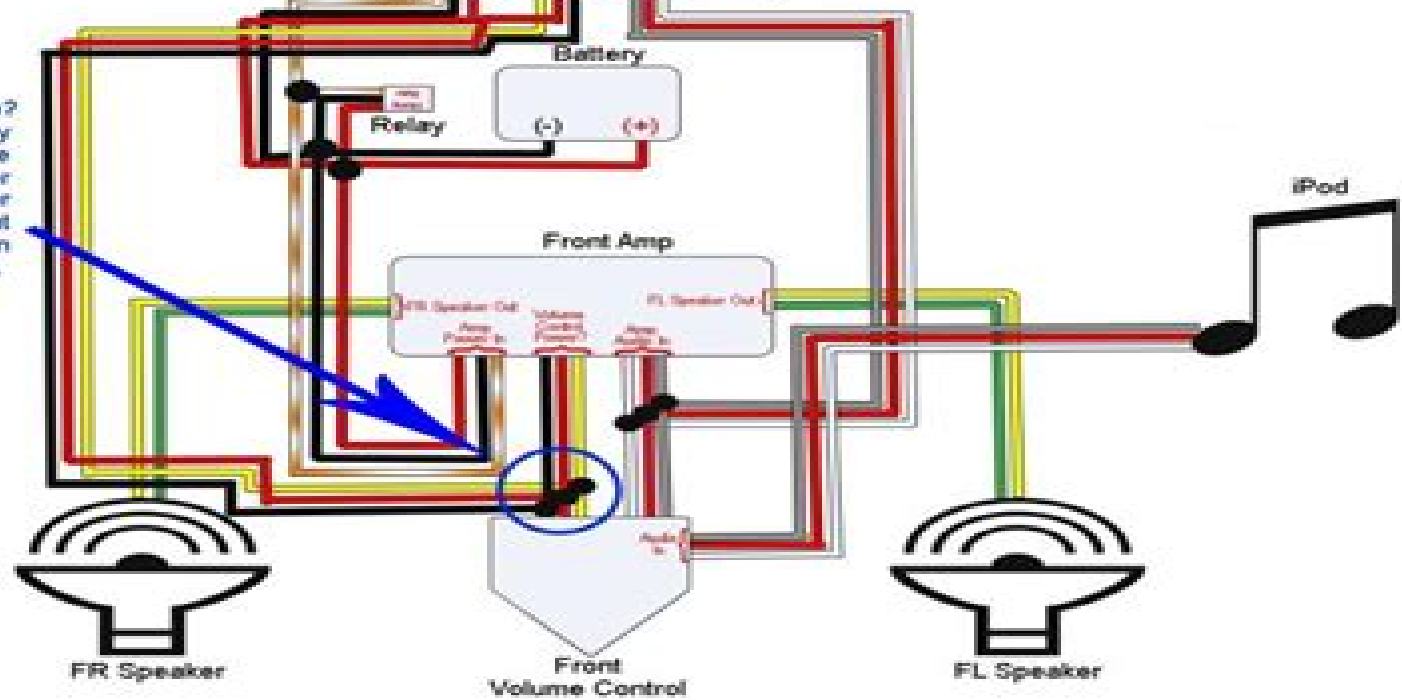 Battery
(-) (+)
Relay
iPod
Front Amp
FR Speaker Out
FL Speaker Out
Volume
Control
Power
Amp
Power In
Amp
Audio In
Audio
In
FR Speaker
Front
Volume Control
FL Speaker